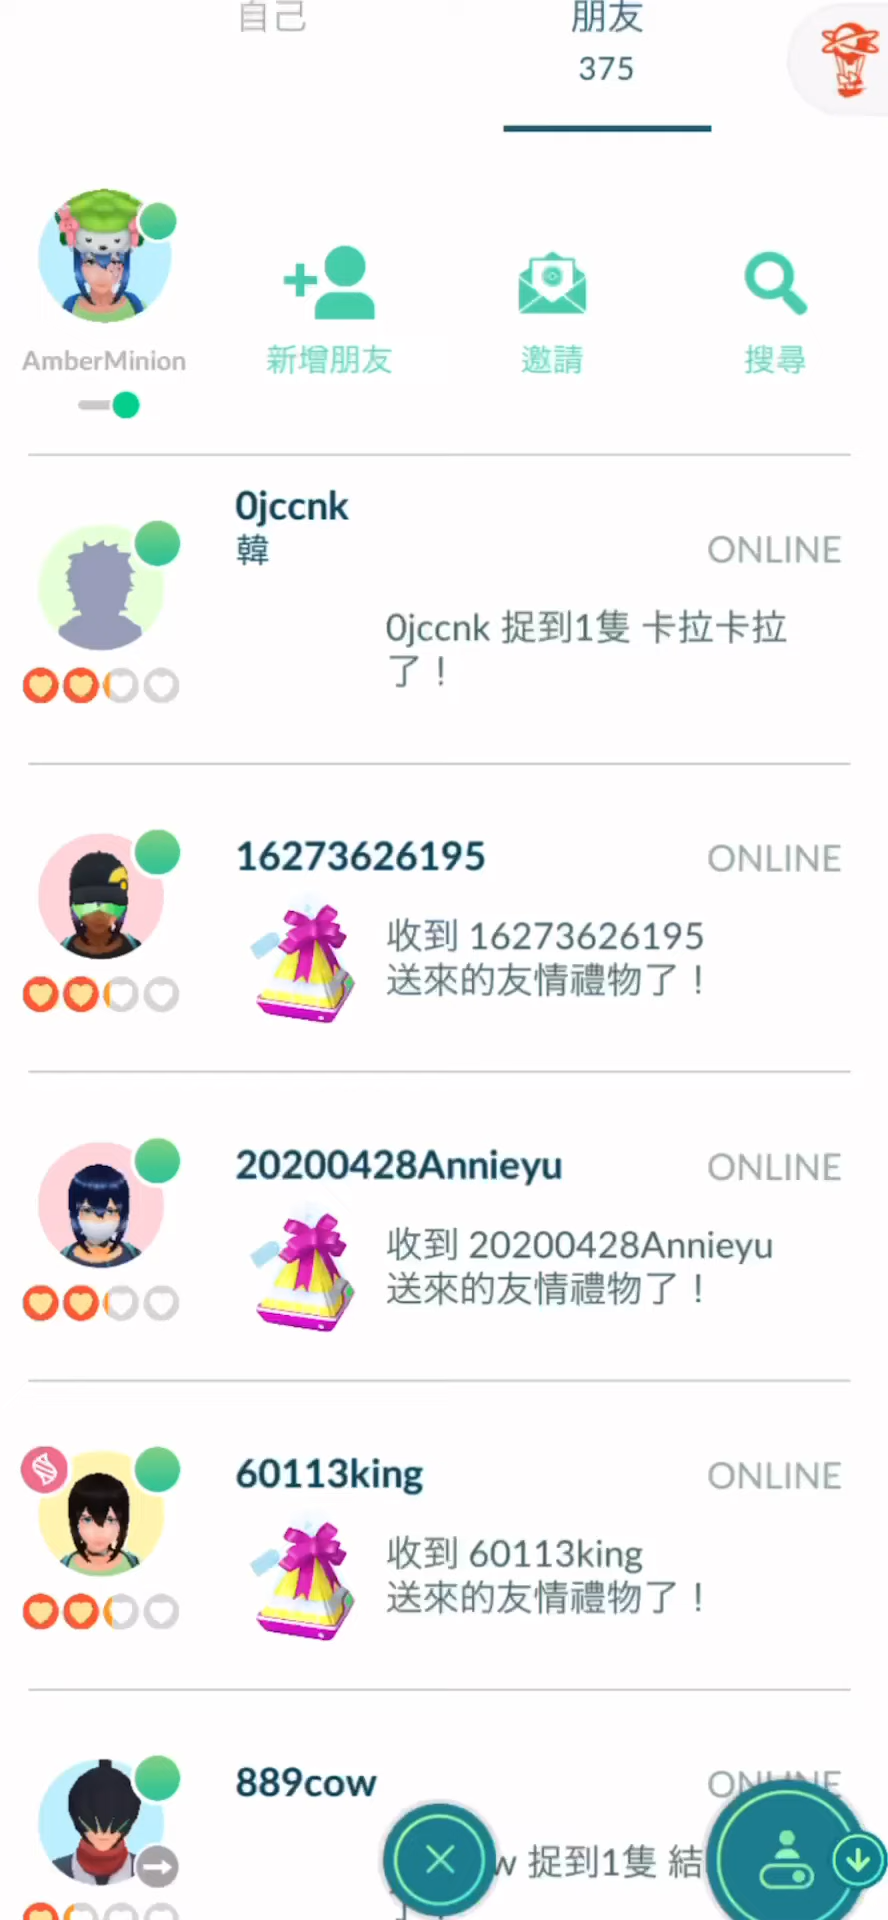 自己
朋友
375
AmberMinion
新增朋友
邀請
搜尋
0jccnk
韓
ONLINE
0jccnk 捉到1隻 卡拉卡拉
了！
16273626195
ONLINE
收到 16273626195
送來的友情禮物了！
20200428Annieyu
ONLINE
收到 20200428Annieyu
送來的友情禮物了！
60113king
ONLINE
收到 60113king
送來的友情禮物了！
889cow
ONLINE
w 捉到1隻 結